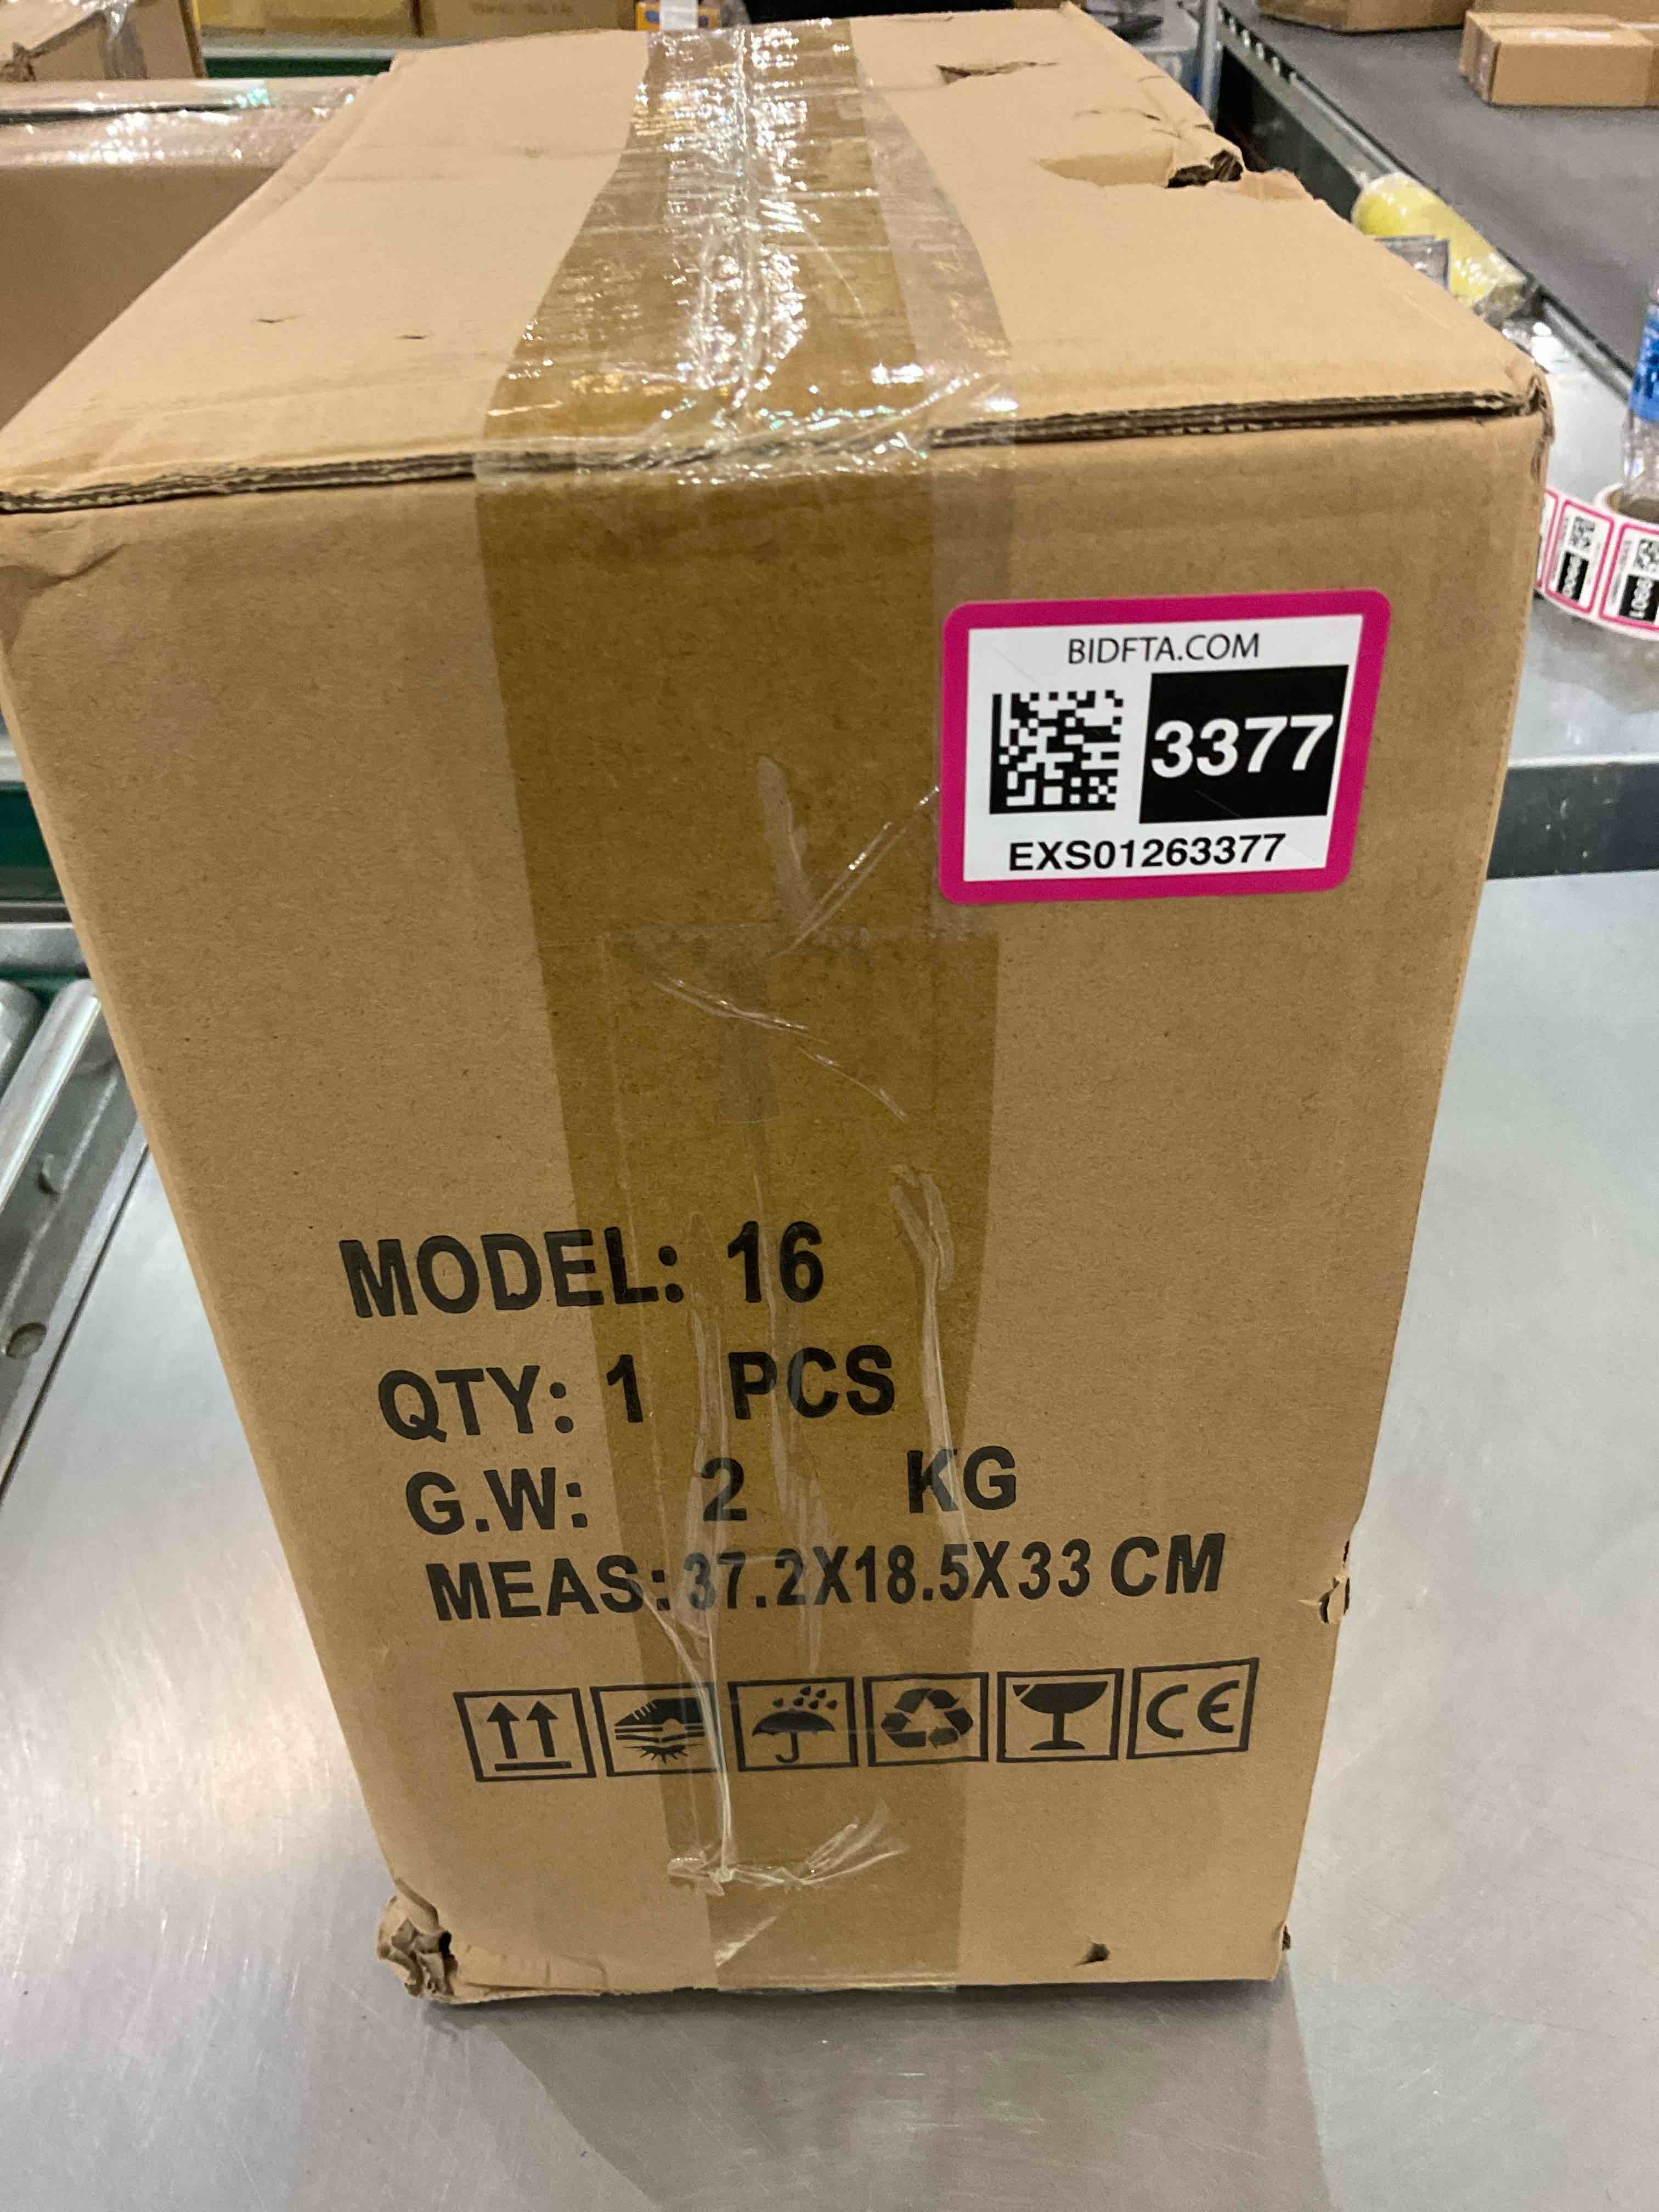 BIDFTA.COM
3377
EXS01263377
MODEL: 16
QTY: 1 PCS
G.W: 2 KG
MEAS: 37.2X18.5X33 CM
CE